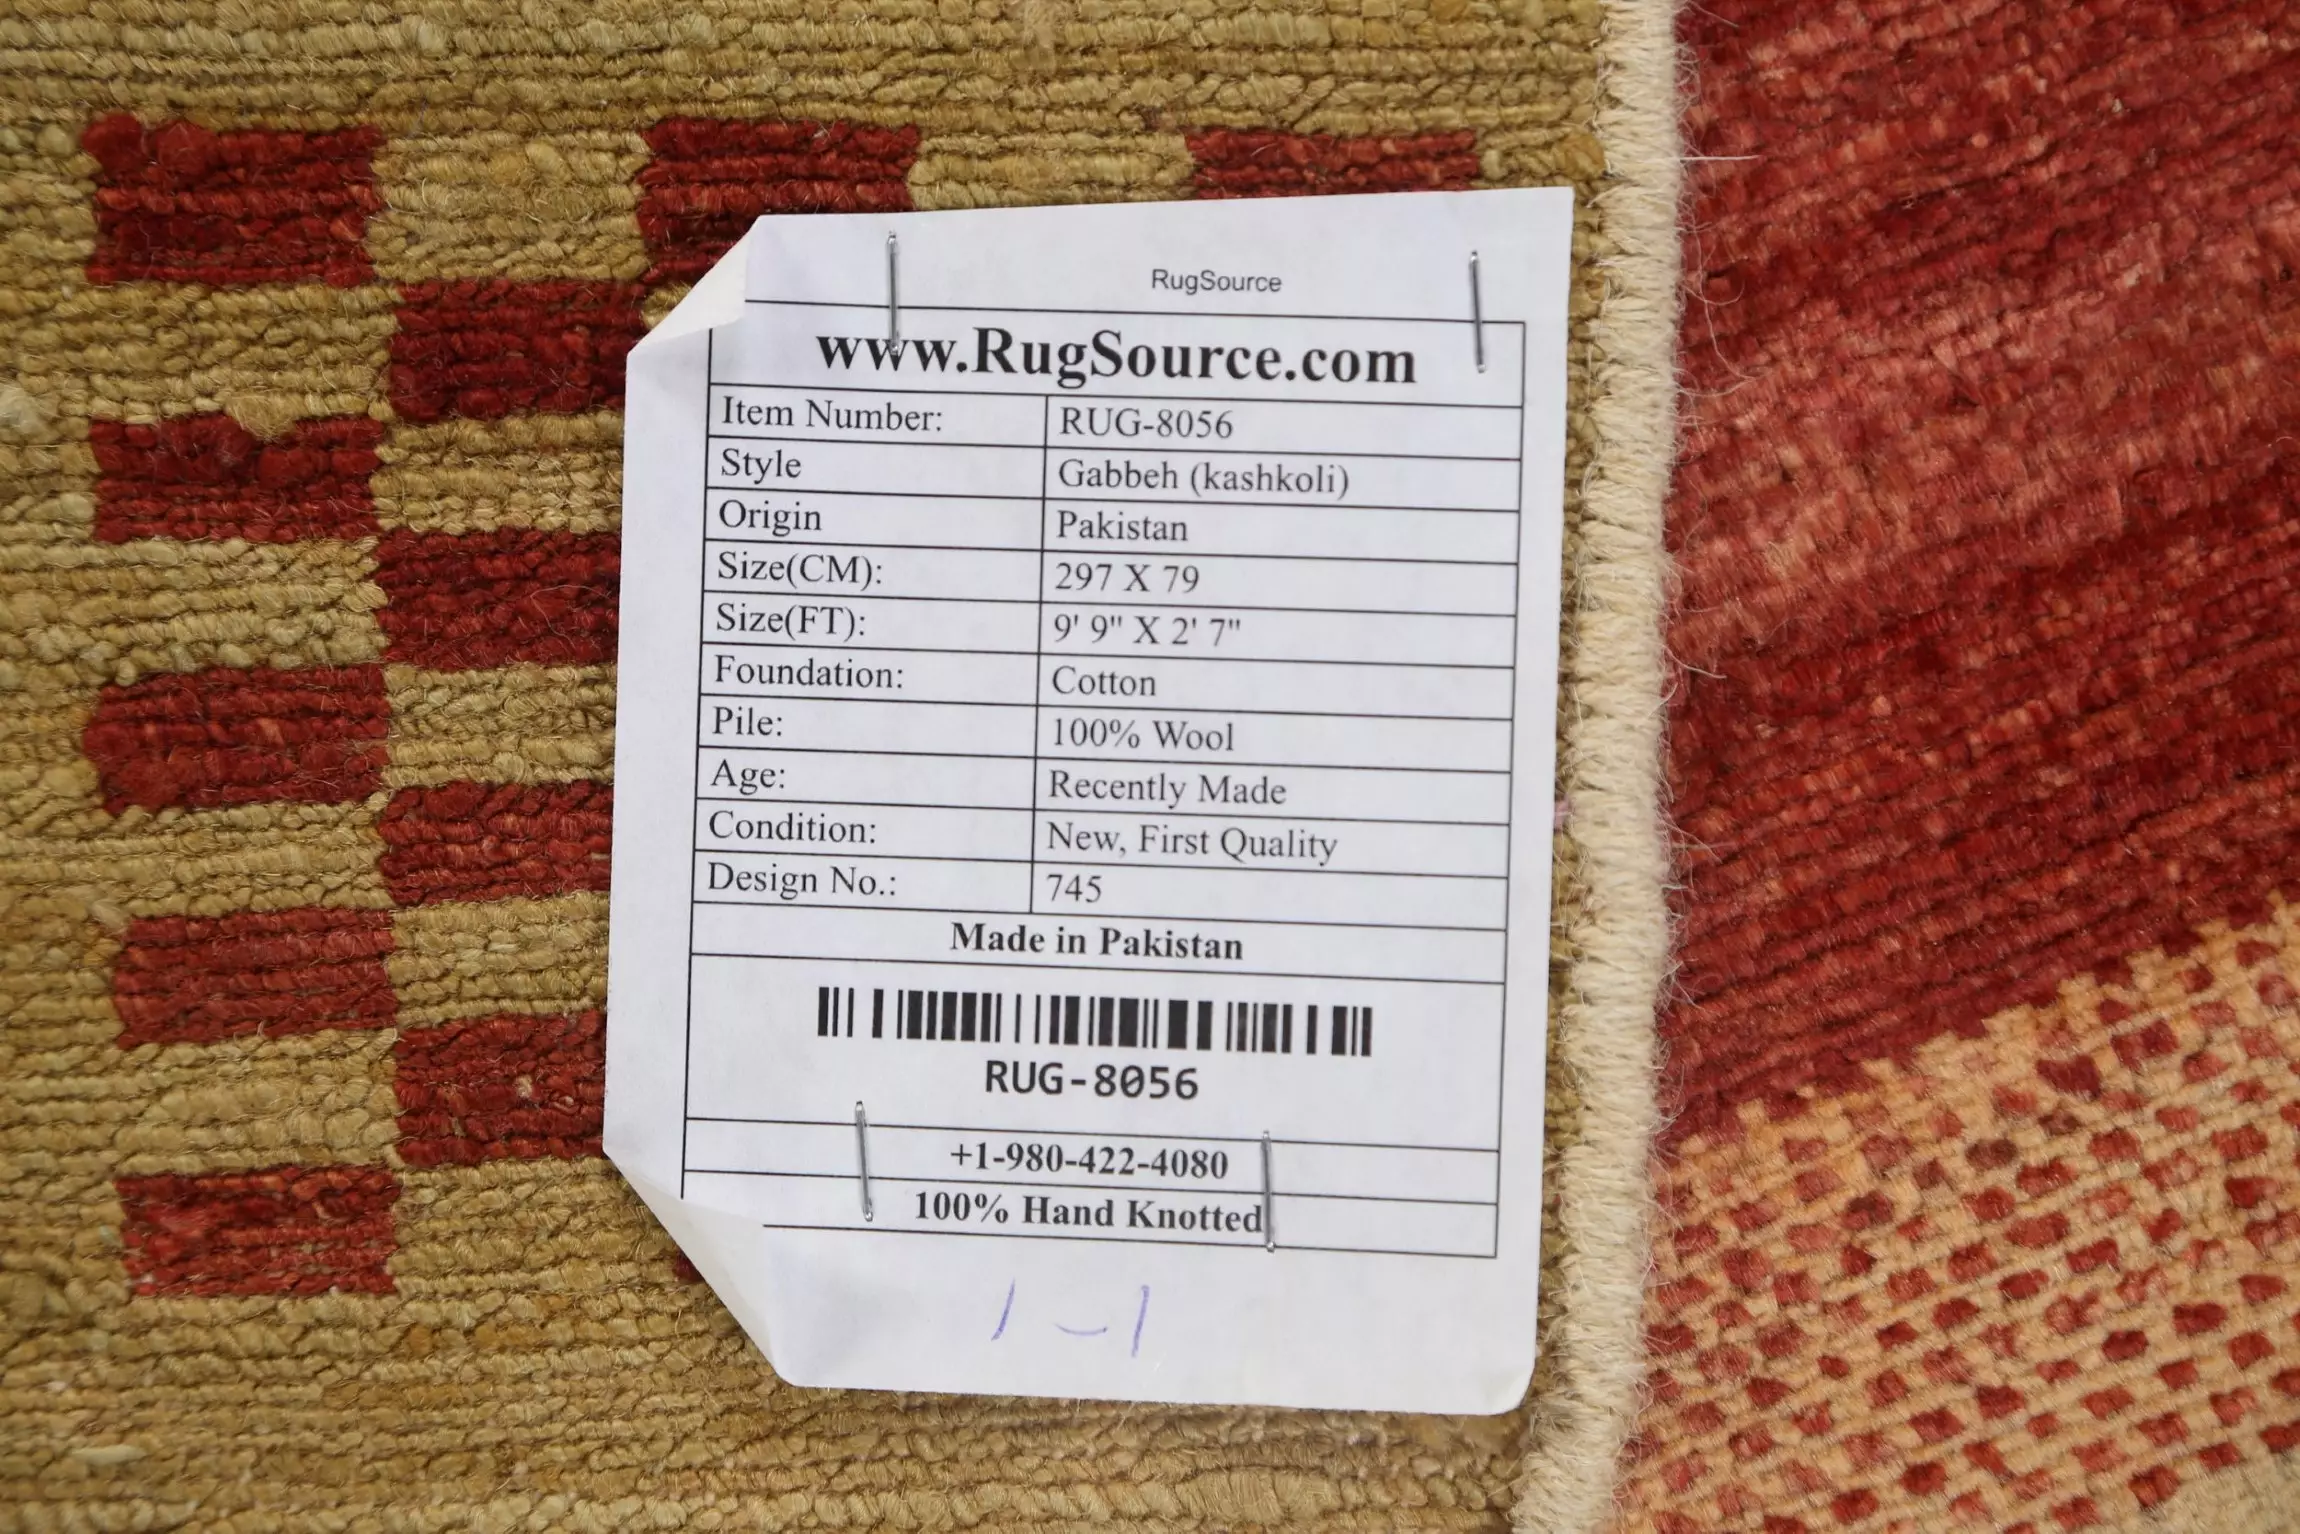 RugSource
www.RugSource.com
Item Number: RUG-8056
Style Gabbeh (kashkoli)
Origin Pakistan
Size(CM): 297 X 79
Size(FT): 9' 9" X 2' 7"
Foundation: Cotton
Pile: 100% Wool
Age: Recently Made
Condition: New, First Quality
Design No.: 745
Made in Pakistan
RUG-8056
+1-980-422-4080
100% Hand Knotted
1-1